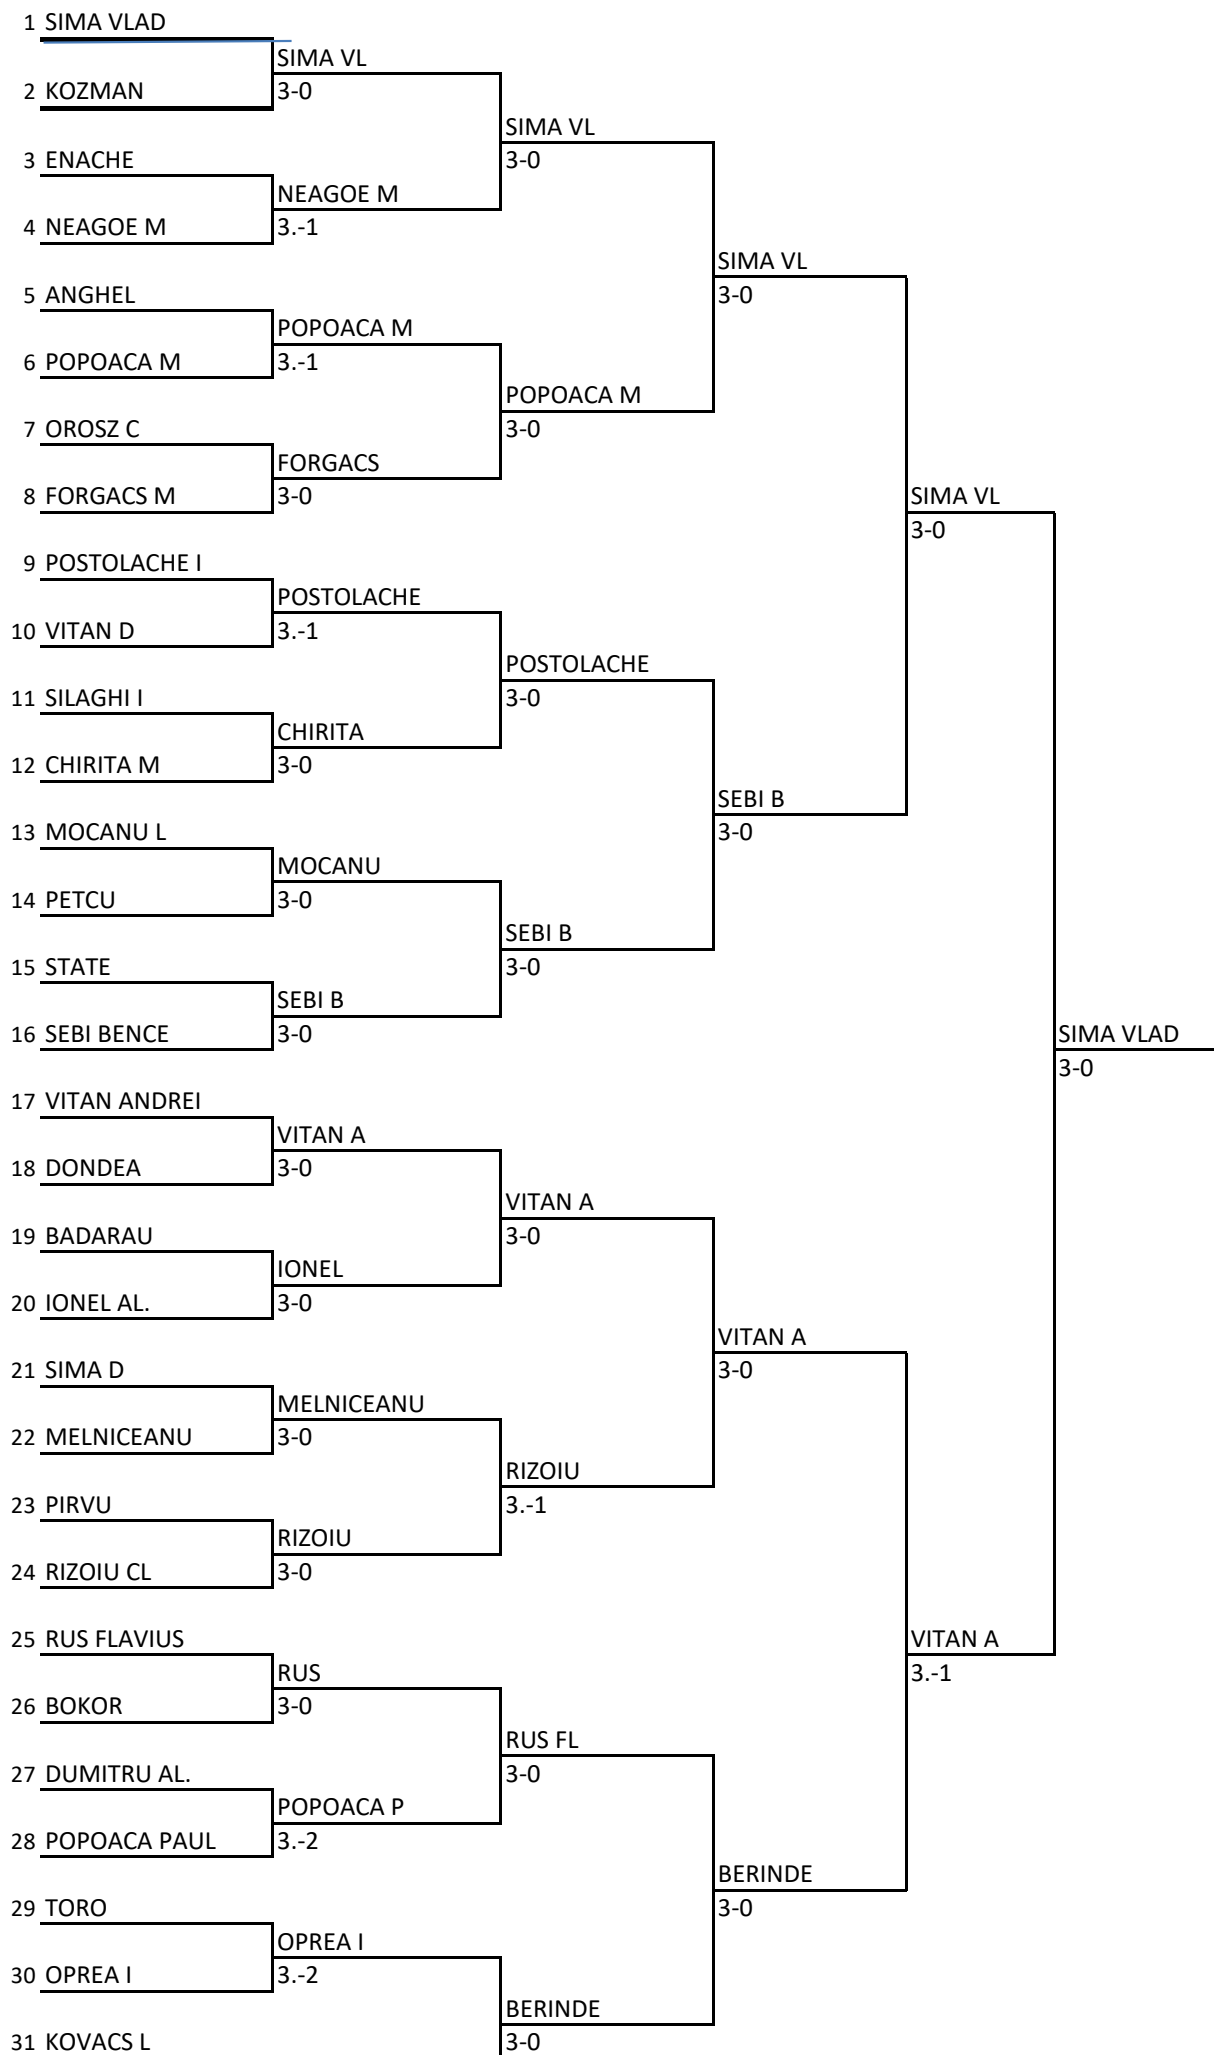 1 SIMA VLAD
SIMA VL
2 KOZMAN
3-0
SIMA VL
3 ENACHE
3-0
NEAGOE M
4 NEAGOE M
3.-1
SIMA VL
5 ANGHEL
3-0
POPOACA M
6 POPOACA M
3.-1
POPOACA M
7 OROSZ C
3-0
FORGACS
8 FORGACS M
3-0
SIMA VL
3-0
9 POSTOLACHE I
POSTOLACHE
10 VITAN D
3.-1
POSTOLACHE
11 SILAGHI I
3-0
CHIRITA
12 CHIRITA M
3-0
SEBI B
13 MOCANU L
3-0
MOCANU
14 PETCU
3-0
SEBI B
15 STATE
3-0
SEBI B
16 SEBI BENCE
3-0
SIMA VLAD
3-0
17 VITAN ANDREI
VITAN A
18 DONDEA
3-0
VITAN A
19 BADARAU
3-0
IONEL
20 IONEL AL.
3-0
VITAN A
21 SIMA D
3-0
MELNICEANU
22 MELNICEANU
3-0
RIZOIU
23 PIRVU
3.-1
RIZOIU
24 RIZOIU CL
3-0
25 RUS FLAVIUS
VITAN A
RUS
3.-1
26 BOKOR
3-0
RUS FL
27 DUMITRU AL.
3-0
POPOACA P
28 POPOACA PAUL
3.-2
BERINDE
29 TORO
3-0
OPREA I
30 OPREA I
3.-2
BERINDE
31 KOVACS L
3-0